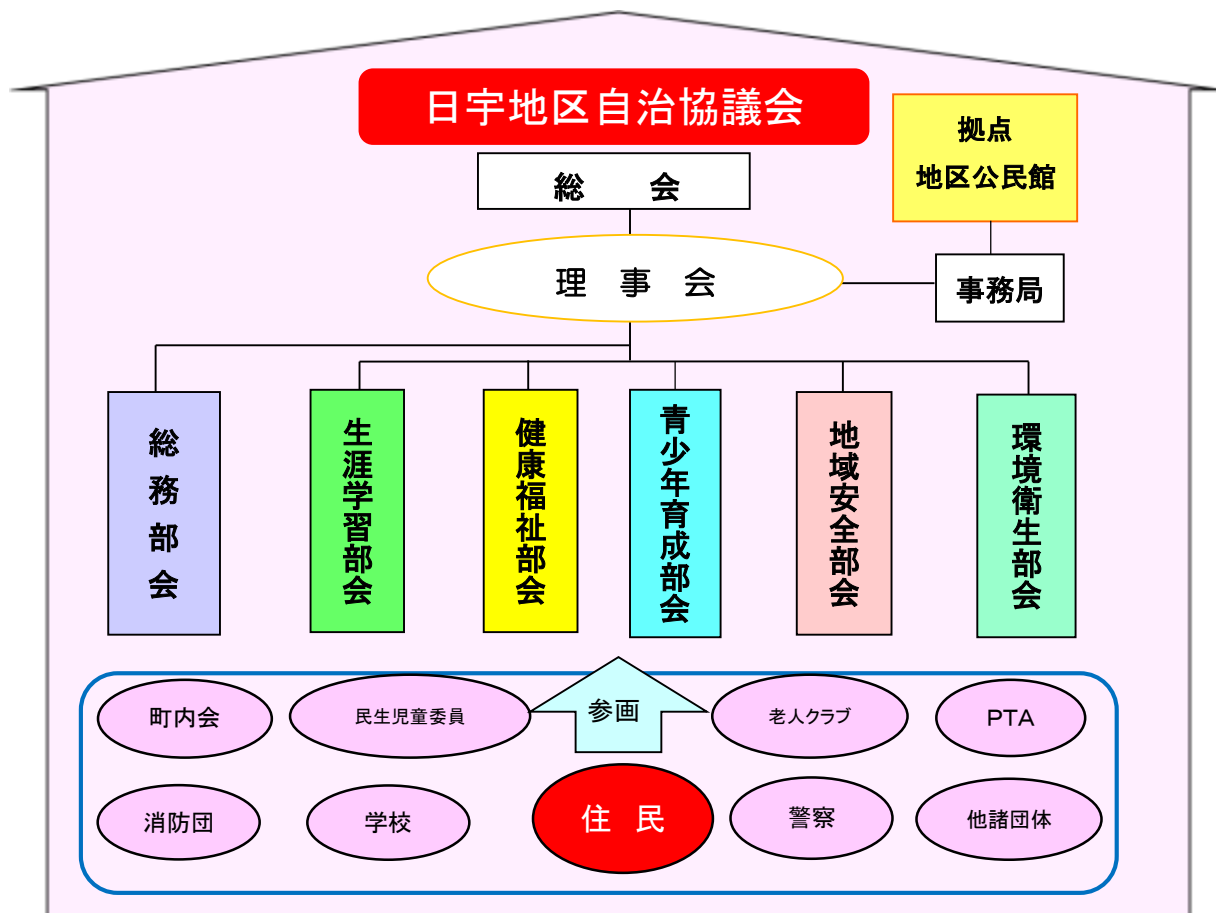 日宇地区自治協議会
拠点
地区公民館
総　会
理 事 会
事務局
総務部会
生涯学習部会
健康福祉部会
青少年育成部会
地域安全部会
環境衛生部会
町内会
民生児童委員
参画
老人クラブ
PTA
消防団
学校
住 民
警察
他諸団体